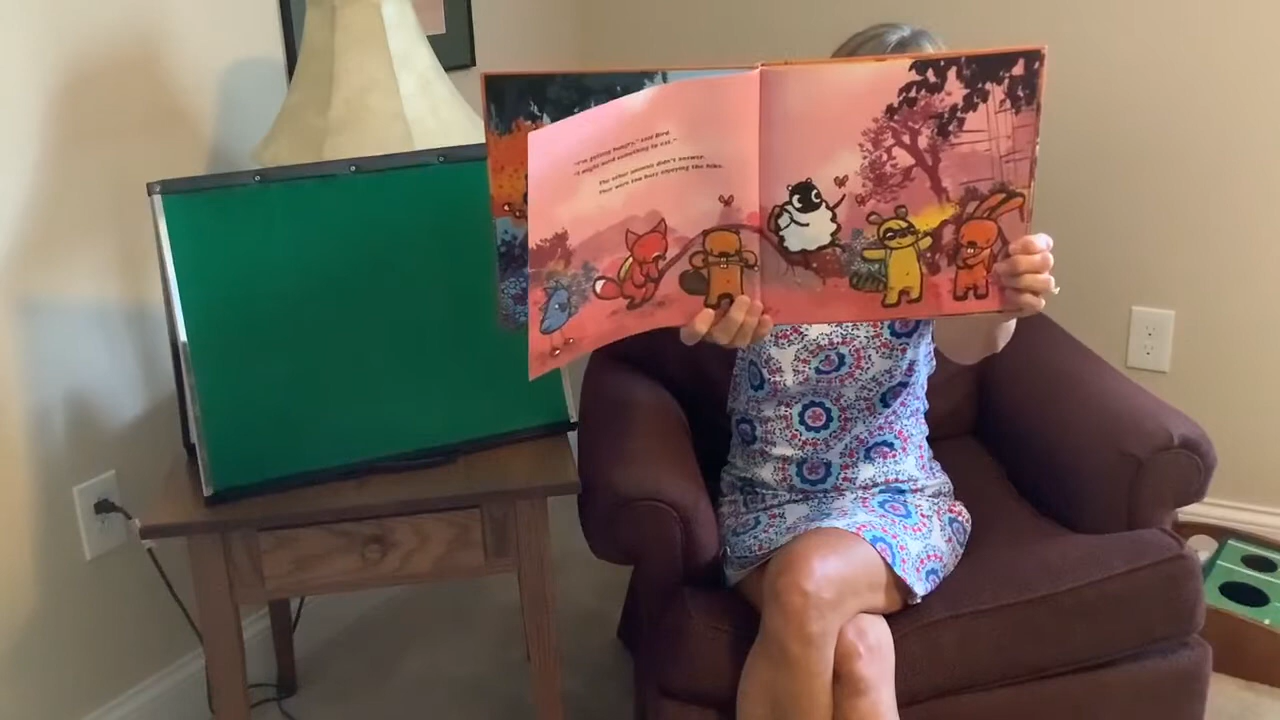 "I'm getting hungry," said Bird.
"I might need something to eat."
The other animals didn't answer.
They were too busy enjoying the hike.